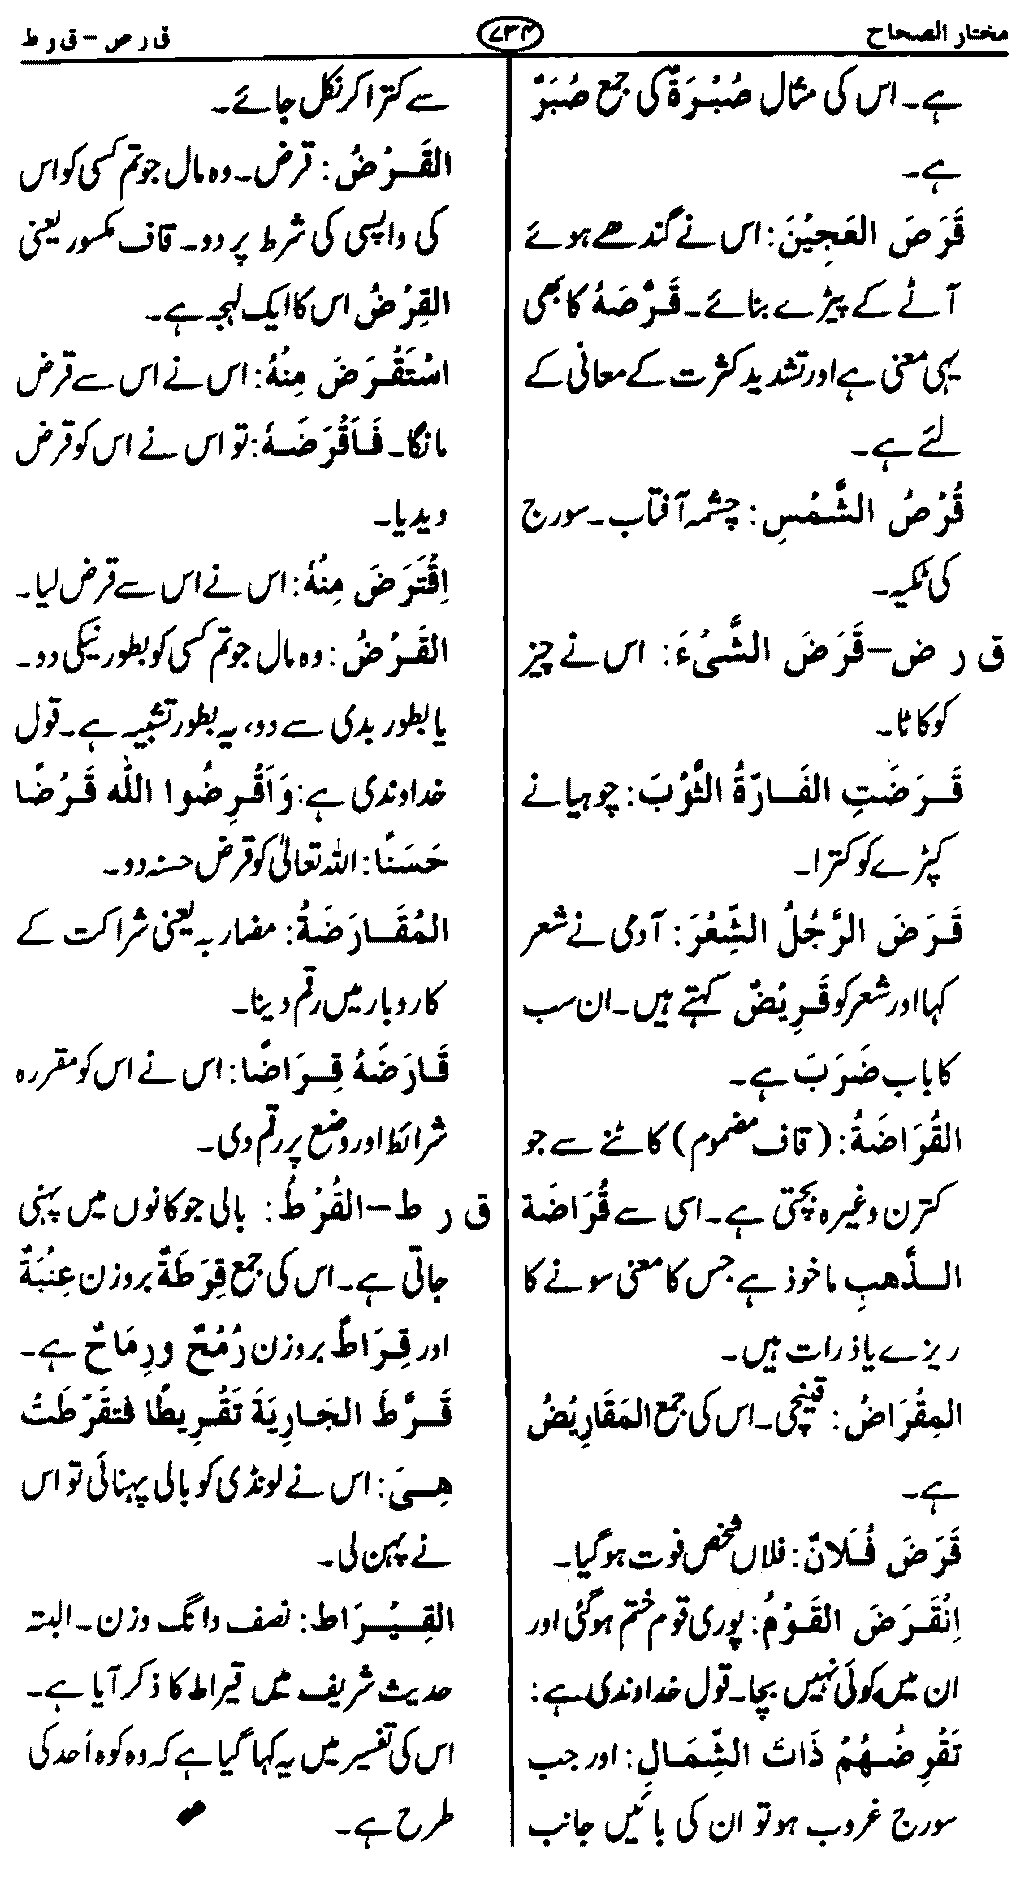 مختار الصحاح
۷۳۴
ق ر ص – ق ر ط
ہے۔ اس کی مثال صُبْرَةٌ کی جمع صُبَرٌ
ہے۔
قَرَصَ العَجِيْنَ: اس نے گندھے ہوئے
آٹے کے پیڑے بنائے۔ قَرَّصَهُ کا بھی
یہی معنی ہے اور تشدید کثرت کے معانی کے
لئے ہے۔
قُرْصُ الشَّمْسِ: چشمہ آفتاب۔ سورج
کی ٹکیہ۔
ق ر ض – قَرَضَ الشَّیْءَ: اس نے چیز
کو کاٹا۔
قَرَضَتِ الفَارَةُ الثَّوْبَ: چوہیا نے
کپڑے کو کترا۔
قَرَضَ الرَّجُلُ الشِّعْرَ: آدمی نے شعر
کہا اور شعر کو قَرِيْضٌ کہتے ہیں۔ ان سب
کا باب ضَرَبَ ہے۔
القُرَاضَةُ: (قاف مضموم) کاٹنے سے جو
کترن وغیرہ بچتی ہے۔ اسی سے قُرَاضَة
الذَّهبِ ماخوذ ہے جس کا معنی سونے کا
ریزے یا ذرات ہیں۔
المِقْرَاضُ: قینچی۔ اس کی جمع المَقَارِيْضُ
ہے۔
قَرَضَ فُلَانٌ: فلاں شخص فوت ہو گیا۔
اِنْقَرَضَ القَوْمُ: پوری قوم ختم ہو گئی اور
ان میں کوئی نہیں بچا۔ قول خداوندی ہے:
تَقْرِضُهُمْ ذَاتَ الشِّمَالِ: اور جب
سورج غروب ہو تو ان کی بائیں جانب
سے کترا کر نکل جائے۔
القَرْضُ: قرض۔ وہ مال جو تم کسی کو اس
کی واپسی کی شرط پر دو۔ قاف مکسور یعنی
القِرْضُ اس کا ایک لہجہ ہے۔
اسْتَقْرَضَ مِنْهُ: اس نے اس سے قرض
مانگا۔ فَاَقْرَضَهُ: تو اس نے اس کو قرض
دیدیا۔
اِقْتَرَضَ مِنْهُ: اس نے اس سے قرض لیا۔
القَرْضُ: وہ مال جو تم کسی کو بطور نیکی دو۔
یا بطور بدی سے دو، یہ بطور تشبیہ ہے۔ قول
خداوندی ہے: وَاَقْرِضُوا اللّٰه قَرْضًا
حَسَنًا: اللہ تعالیٰ کو قرض حسنہ دو۔
المُقَارَضَةُ: مضاربہ یعنی شراکت کے
کاروبار میں رقم دینا۔
قَارَضَهُ قِرَاضًا: اس نے اس کو مقررہ
شرائط اور وضع پر رقم دی۔
ق ر ط – القُرْطُ: بالی جو کانوں میں پہنی
جاتی ہے۔ اس کی جمع قِرَطَةٌ بروزن عِنَبَةٌ
اور قِرَاطٌ بروزن رُمْحٌ و رِمَاحٌ ہے۔
قَرَّطَ الجَارِيَةَ تَقْرِيطًا فتَقَرَّطَتْ
هِيَ: اس نے لونڈی کو بالی پہنائی تو اس
نے پہن لی۔
القِيْرَاط: نصف دانگ وزن۔ البتہ
حدیث شریف میں قیراط کا ذکر آیا ہے۔
اس کی تفسیر میں یہ کہا گیا ہے کہ وہ کوہ اُحد کی
طرح ہے۔